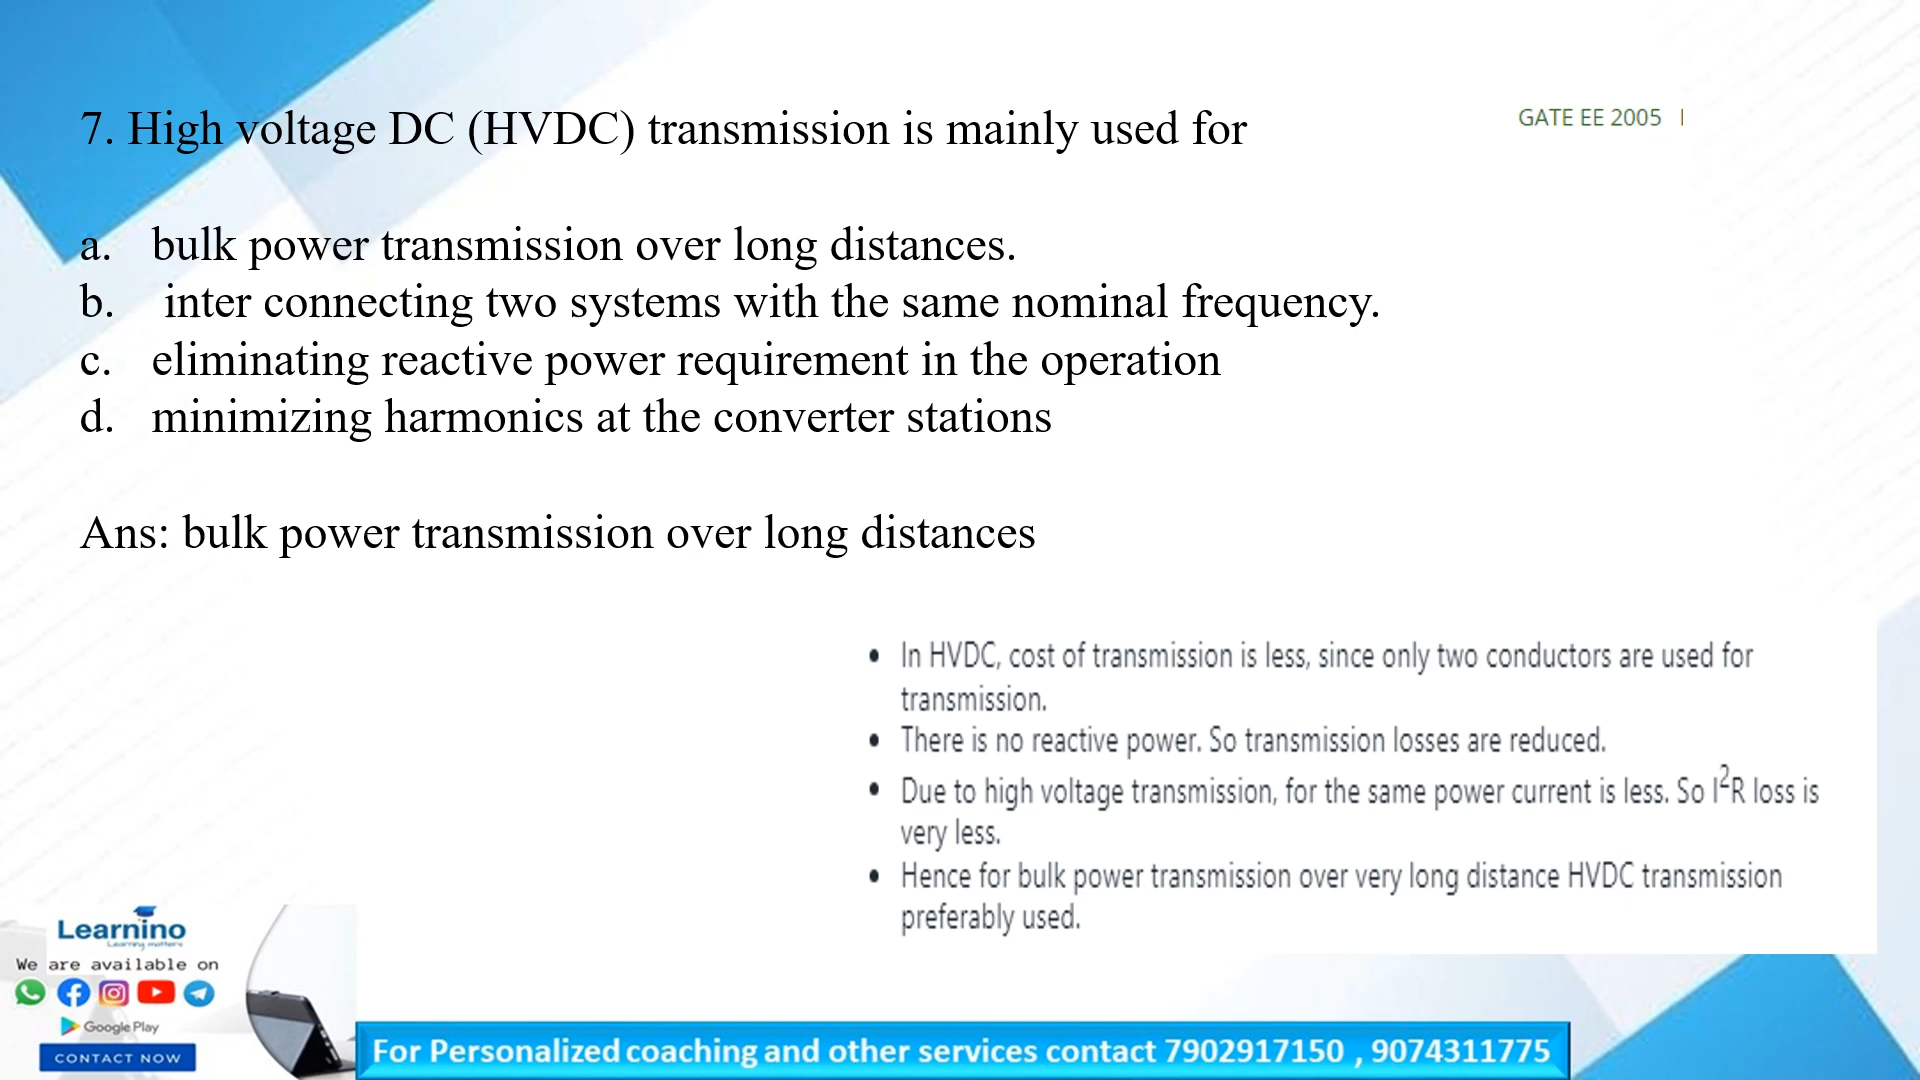 7. High voltage DC (HVDC) transmission is mainly used for
GATE EE 2005
a. bulk power transmission over long distances.
b. inter connecting two systems with the same nominal frequency.
c. eliminating reactive power requirement in the operation
d. minimizing harmonics at the converter stations
Ans: bulk power transmission over long distances
• In HVDC, cost of transmission is less, since only two conductors are used for
transmission.
• There is no reactive power. So transmission losses are reduced.
• Due to high voltage transmission, for the same power current is less. So I²R loss is
very less.
• Hence for bulk power transmission over very long distance HVDC transmission
preferably used.
Learnino
Learning matters
We are available on
Google Play
CONTACT NOW
For Personalized coaching and other services contact 7902917150 , 9074311775